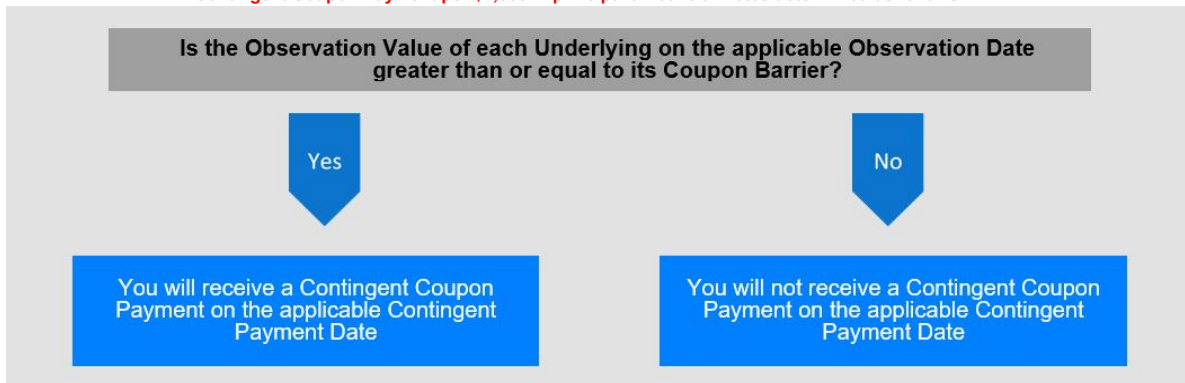 Is the Observation Value of each Underlying on the applicable Observation Date
greater than or equal to its Coupon Barrier?
Yes
No
You will receive a Contingent Coupon
Payment on the applicable Contingent
Payment Date
You will not receive a Contingent Coupon
Payment on the applicable Contingent
Payment Date